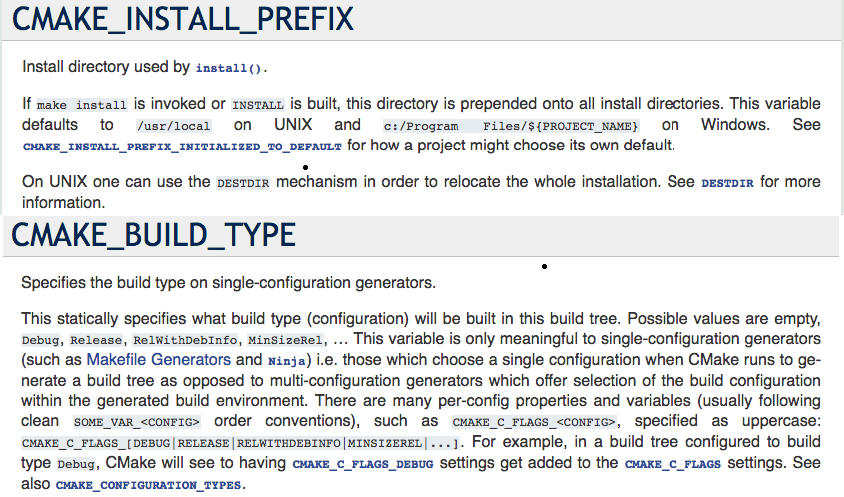 CMAKE_INSTALL_PREFIX
Install directory used by install().
If make install is invoked or INSTALL is built, this directory is prepended onto all install directories. This variable
defaults to /usr/local on UNIX and c:/Program Files/${PROJECT_NAME} on Windows. See
CMAKE_INSTALL_PREFIX_INITIALIZED_TO_DEFAULT for how a project might choose its own default.
On UNIX one can use the DESTDIR mechanism in order to relocate the whole installation. See DESTDIR for more
information.
CMAKE_BUILD_TYPE
Specifies the build type on single-configuration generators.
This statically specifies what build type (configuration) will be built in this build tree. Possible values are empty,
Debug, Release, RelWithDebInfo, MinSizeRel, ... This variable is only meaningful to single-configuration generators
(such as Makefile Generators and Ninja) i.e. those which choose a single configuration when CMake runs to ge-
nerate a build tree as opposed to multi-configuration generators which offer selection of the build configuration
within the generated build environment. There are many per-config properties and variables (usually following
clean SOME_VAR_<CONFIG> order conventions), such as CMAKE_C_FLAGS_<CONFIG>, specified as uppercase:
CMAKE_C_FLAGS_[DEBUG|RELEASE|RELWITHDEBINFO|MINSIZEREL|...]. For example, in a build tree configured to build
type Debug, CMake will see to having CMAKE_C_FLAGS_DEBUG settings get added to the CMAKE_C_FLAGS settings. See
also CMAKE_CONFIGURATION_TYPES.